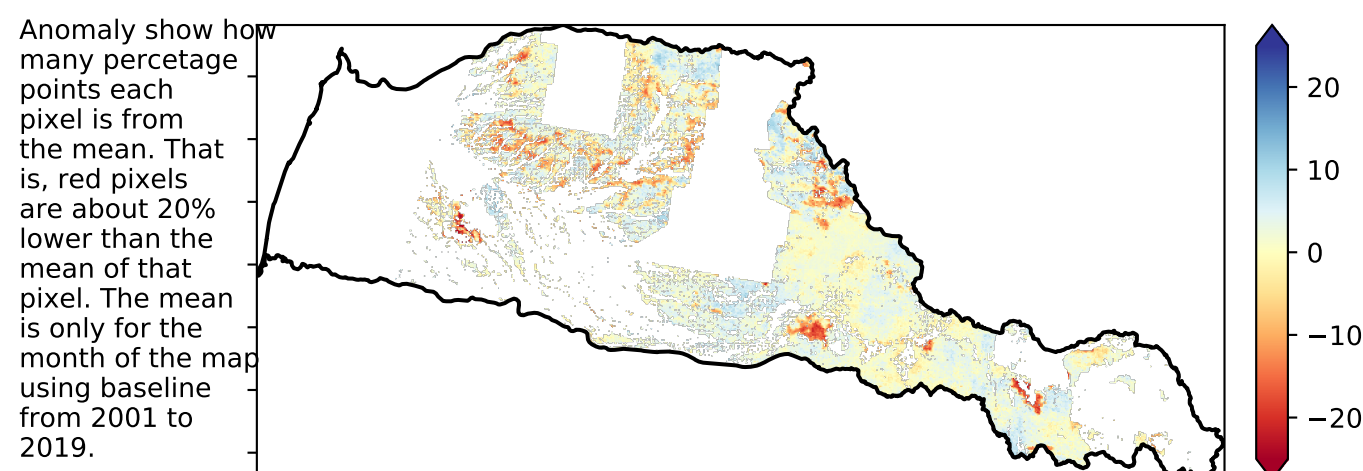 Anomaly show how
many percetage
points each
pixel is from
the mean. That
is, red pixels
are about 20%
lower than the
mean of that
pixel. The mean
is only for the
month of the map
using baseline
from 2001 to
2019.
20
10
0
−10
−20